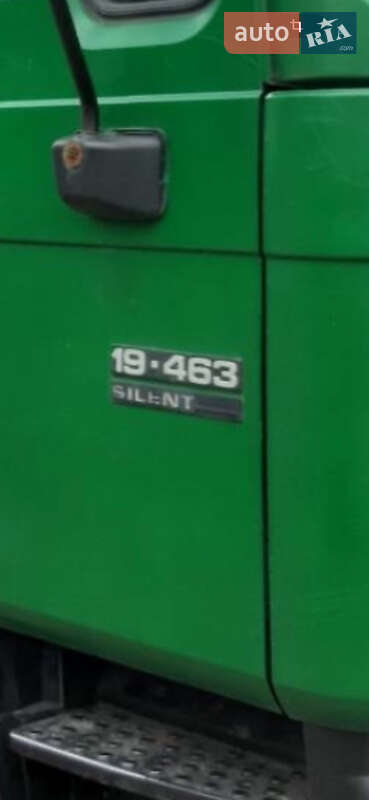 auto RIA
.com
19·463
SILENT